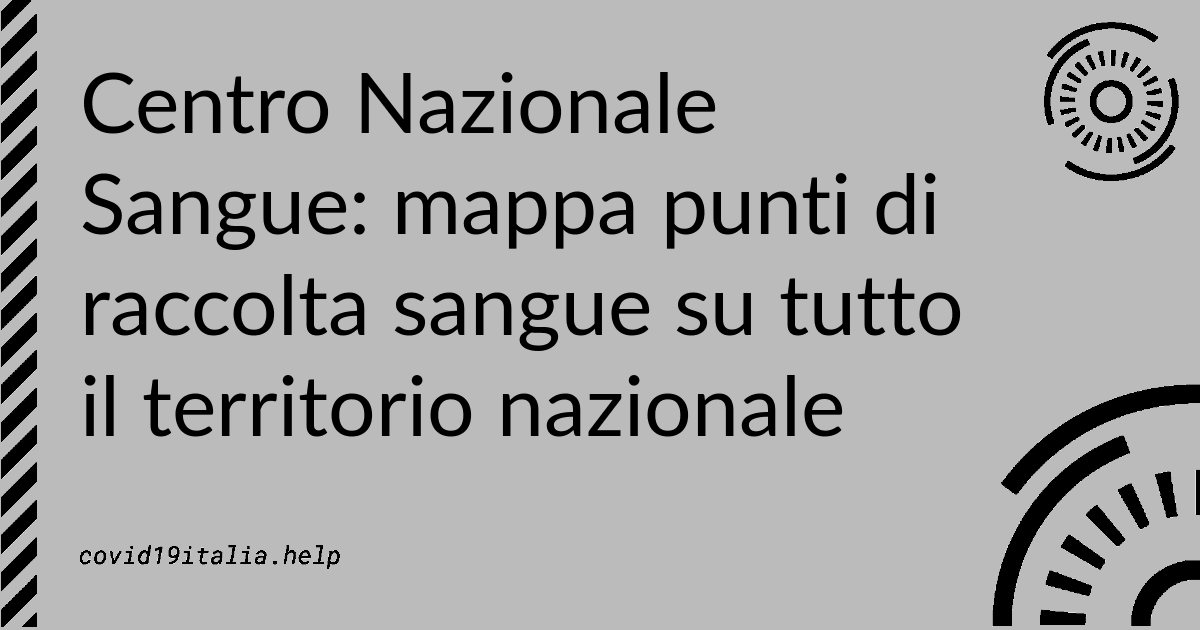 Centro Nazionale
Sangue: mappa punti di
raccolta sangue su tutto
il territorio nazionale
covid19italia.help